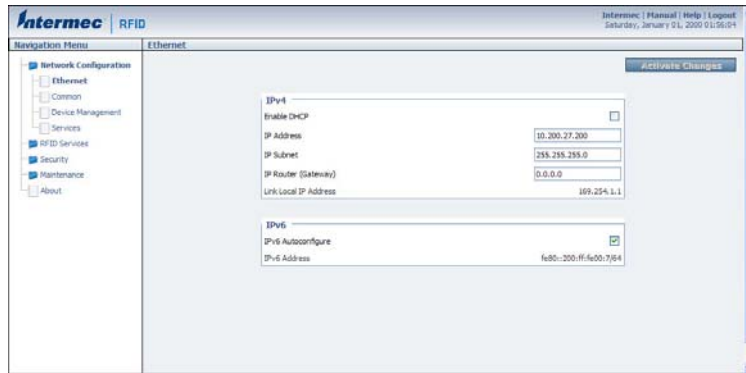 Intermec RFID
Intermec | Manual | Help | Logout
Saturday, January 01, 2000 01:56:04
Navigation Menu
Ethernet
Network Configuration
Ethernet
Common
Device Management
Services
RFID Services
Security
Maintenance
About
Activate Changes
IPv4
Enable DHCP
IP Address 10.200.27.200
IP Subnet 255.255.255.0
IP Router (Gateway) 0.0.0.0
Link Local IP Address 169.254.1.1
IPv6
IPv6 Autoconfigure
IPv6 Address fe80::200:ff:fe00:7/64